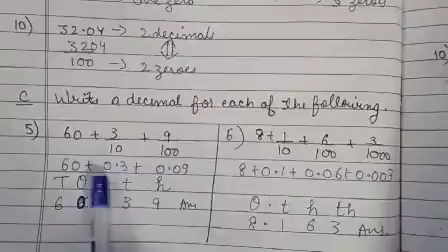 10) 32.04 → 2 decimals
3204
100 → 2 zeroes
C Write a decimal for each of the following.
5) 60 + 3/10 + 9/100
60 + 0.3 + 0.09
T O . t h
6 0 3 9 Ans
6) 8 + 1/10 + 6/100 + 3/1000
8 + 0.1 + 0.06 + 0.003
O . t h th
8 . 1 6 3 Ans
10)